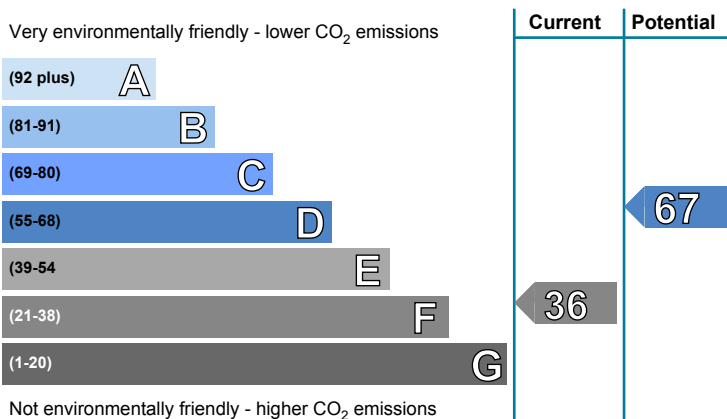 Very environmentally friendly - lower CO2 emissions
Current
Potential
(92 plus) A
(81-91) B
(69-80) C
(55-68) D
67
(39-54 E
(21-38) F
36
(1-20) G
Not environmentally friendly - higher CO2 emissions